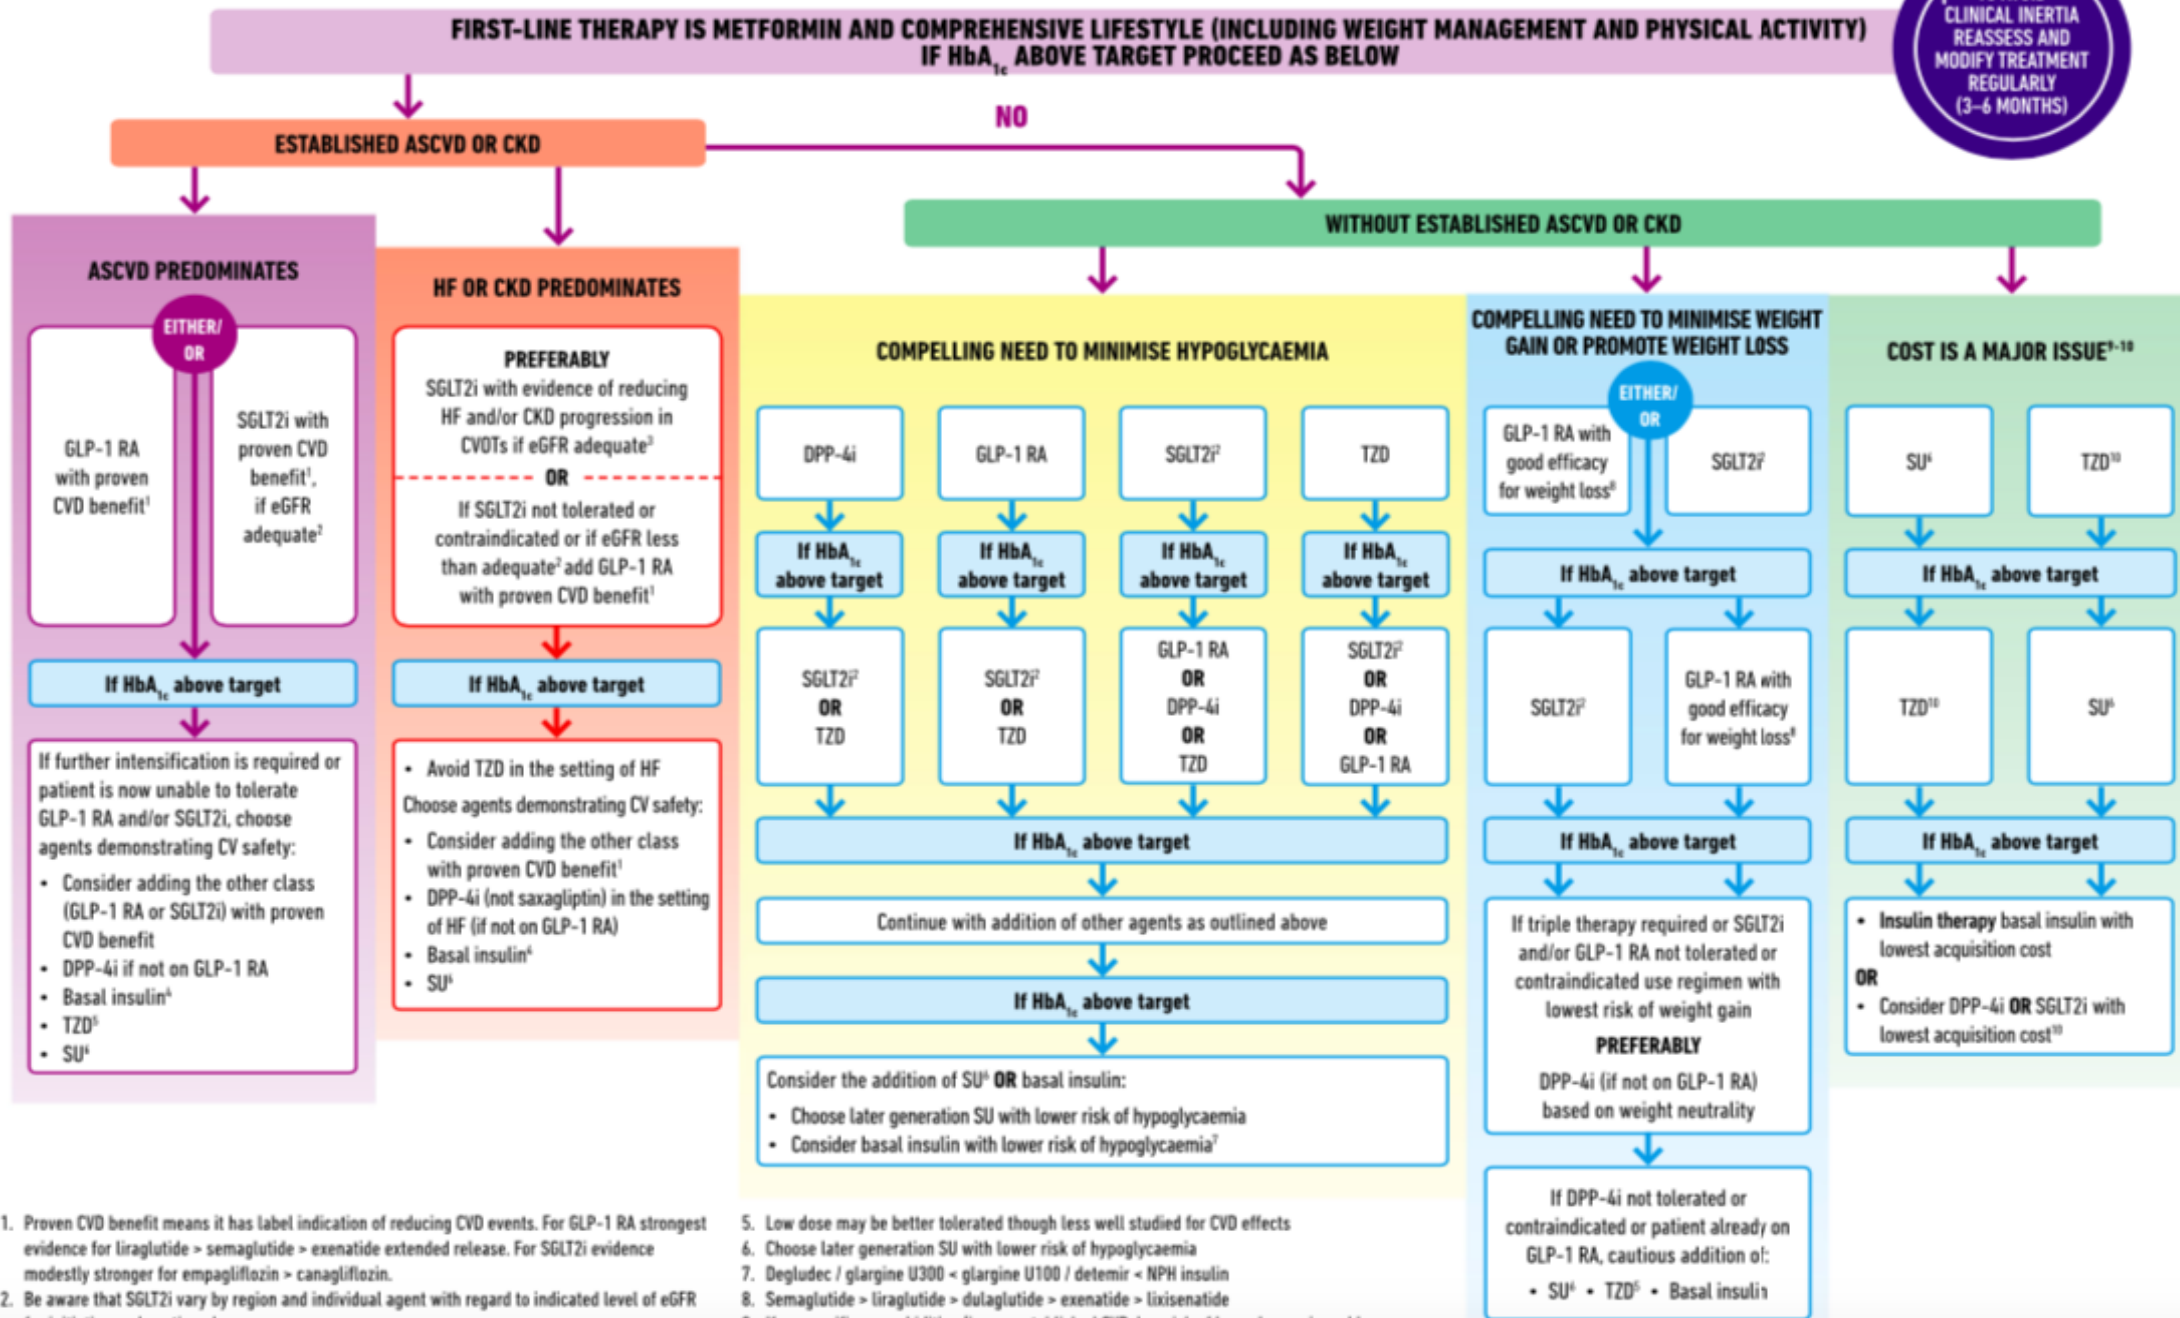 FIRST-LINE THERAPY IS METFORMIN AND COMPREHENSIVE LIFESTYLE (INCLUDING WEIGHT MANAGEMENT AND PHYSICAL ACTIVITY)
IF HbA1c ABOVE TARGET PROCEED AS BELOW
CLINICAL INERTIA
REASSESS AND
MODIFY TREATMENT
REGULARLY
(3–6 MONTHS)
NO
ESTABLISHED ASCVD OR CKD
WITHOUT ESTABLISHED ASCVD OR CKD
ASCVD PREDOMINATES
EITHER/
OR
GLP-1 RA
with proven
CVD benefit¹
SGLT2i with
proven CVD
benefit¹,
if eGFR
adequate²
If HbA1c above target
If further intensification is required or
patient is now unable to tolerate
GLP-1 RA and/or SGLT2i, choose
agents demonstrating CV safety:
• Consider adding the other class
(GLP-1 RA or SGLT2i) with proven
CVD benefit
• DPP-4i if not on GLP-1 RA
• Basal insulin⁴
• TZD⁵
• SU⁶
HF OR CKD PREDOMINATES
PREFERABLY
SGLT2i with evidence of reducing
HF and/or CKD progression in
CVOTs if eGFR adequate³
OR
If SGLT2i not tolerated or
contraindicated or if eGFR less
than adequate² add GLP-1 RA
with proven CVD benefit¹
If HbA1c above target
• Avoid TZD in the setting of HF
Choose agents demonstrating CV safety:
• Consider adding the other class
with proven CVD benefit¹
• DPP-4i (not saxagliptin) in the setting
of HF (if not on GLP-1 RA)
• Basal insulin⁴
• SU⁶
COMPELLING NEED TO MINIMISE HYPOGLYCAEMIA
DPP-4i
GLP-1 RA
SGLT2i²
TZD
If HbA1c
above target
If HbA1c
above target
If HbA1c
above target
If HbA1c
above target
SGLT2i²
OR
TZD
SGLT2i²
OR
TZD
GLP-1 RA
OR
DPP-4i
OR
TZD
SGLT2i²
OR
DPP-4i
OR
GLP-1 RA
If HbA1c above target
Continue with addition of other agents as outlined above
If HbA1c above target
Consider the addition of SU⁶ OR basal insulin:
• Choose later generation SU with lower risk of hypoglycaemia
• Consider basal insulin with lower risk of hypoglycaemia⁷
COMPELLING NEED TO MINIMISE WEIGHT
GAIN OR PROMOTE WEIGHT LOSS
EITHER/
OR
GLP-1 RA with
good efficacy
for weight loss⁸
SGLT2i²
If HbA1c above target
SGLT2i²
GLP-1 RA with
good efficacy
for weight loss⁸
If HbA1c above target
If triple therapy required or SGLT2i
and/or GLP-1 RA not tolerated or
contraindicated use regimen with
lowest risk of weight gain
PREFERABLY
DPP-4i (if not on GLP-1 RA)
based on weight neutrality
If DPP-4i not tolerated or
contraindicated or patient already on
GLP-1 RA, cautious addition of:
• SU⁶ • TZD⁵ • Basal insulin
COST IS A MAJOR ISSUE⁹⁻¹⁰
SU⁶
TZD¹⁰
If HbA1c above target
TZD¹⁰
SU⁶
If HbA1c above target
• Insulin therapy basal insulin with
lowest acquisition cost
OR
• Consider DPP-4i OR SGLT2i with
lowest acquisition cost¹⁰
1. Proven CVD benefit means it has label indication of reducing CVD events. For GLP-1 RA strongest
evidence for liraglutide > semaglutide > exenatide extended release. For SGLT2i evidence
modestly stronger for empagliflozin > canagliflozin.
2. Be aware that SGLT2i vary by region and individual agent with regard to indicated level of eGFR
5. Low dose may be better tolerated though less well studied for CVD effects
6. Choose later generation SU with lower risk of hypoglycaemia
7. Degludec / glargine U300 < glargine U100 / detemir < NPH insulin
8. Semaglutide > liraglutide > dulaglutide > exenatide > lixisenatide